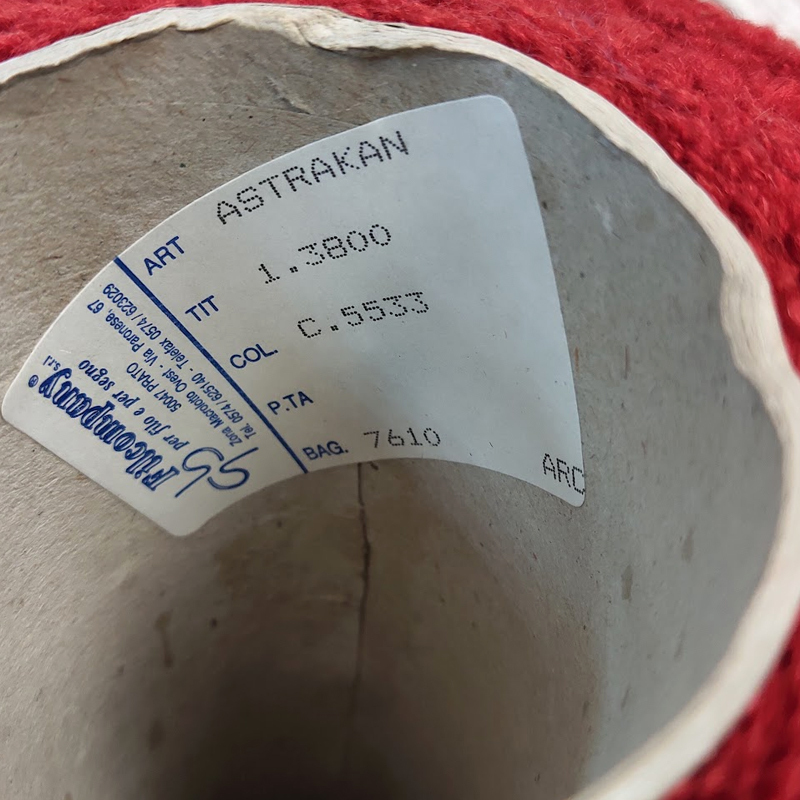 ART ASTRAKAN
TIT 1.3800
COL C.5533
P.TA
BAG. 7610
ARC
Filcompany® s.r.l
per filo e per segno
50047 PRATO
Zona Macrolotto Ovest - Via Paronese, 67
Tel. 0574/625140 - Telefax 0574/623029